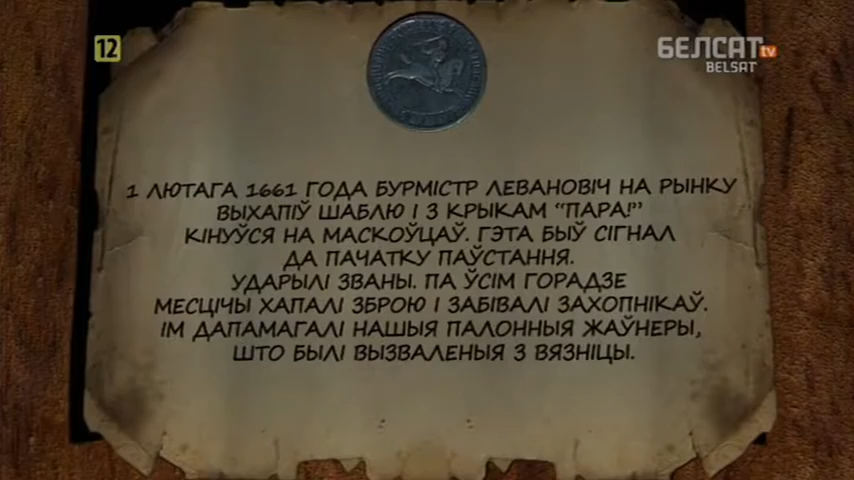 12
БЕЛСАТ tv
BELSAT
1 ЛЮТАГА 1661 ГОДА БУРМІСТР ЛЕВАНОВІЧ НА РЫНКУ
ВЫХАПІЎ ШАБЛЮ І З КРЫКАМ "ПАРА!"
КІНУЎСЯ НА МАСКОЎЦАЎ. ГЭТА БЫЎ СІГНАЛ
ДА ПАЧАТКУ ПАЎСТАННЯ.
УДАРЫЛІ ЗВАНЫ. ПА ЎСІМ ГОРАДЗЕ
МЕСЦІЧЫ ХАПАЛІ ЗБРОЮ І ЗАБІВАЛІ ЗАХОПНІКАЎ.
ІМ ДАПАМАГАЛІ НАШЫЯ ПАЛОННЫЯ ЖАЎНЕРЫ,
ШТО БЫЛІ ВЫЗВАЛЕНЫЯ З ВЯЗНІЦЫ.